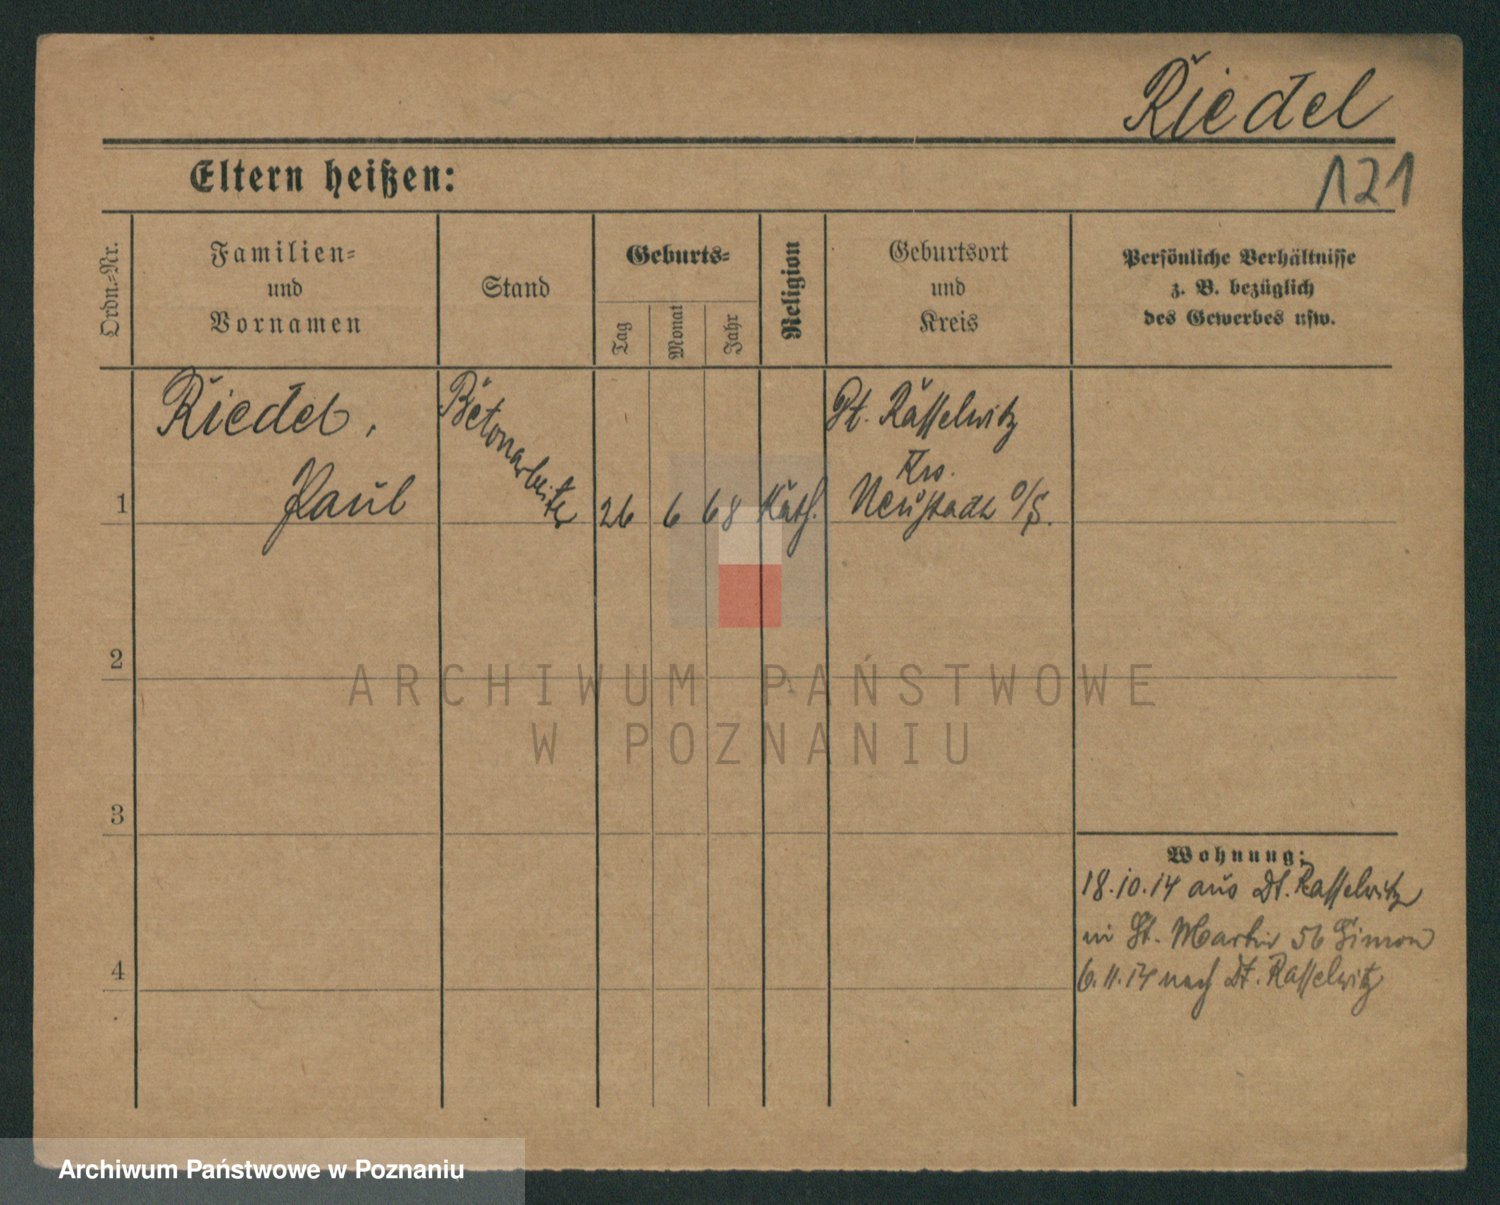 Riedel
121
Eltern heißen:
Ordn.-Nr.
Familien-
und
Vornamen
Stand
Geburts-
Tag
Monat
Jahr
Religion
Geburtsort
und
Kreis
Persönliche Verhältnisse
z. B. bezüglich
des Gewerbes usw.
1
Riedel,
Paul
Betonarbeiter
26
6
68
Kath.
Dt. Rasselwitz
Krs.
Neustadt O/S.
2
ARCHIWUM PAŃSTWOWE
W POZNANIU
3
4
Wohnung:
18.10.14 aus Dt. Rasselwitz
in St. Martin 56 Simon
6.11.14 nach Dt. Rasselwitz
Archiwum Państwowe w Poznaniu